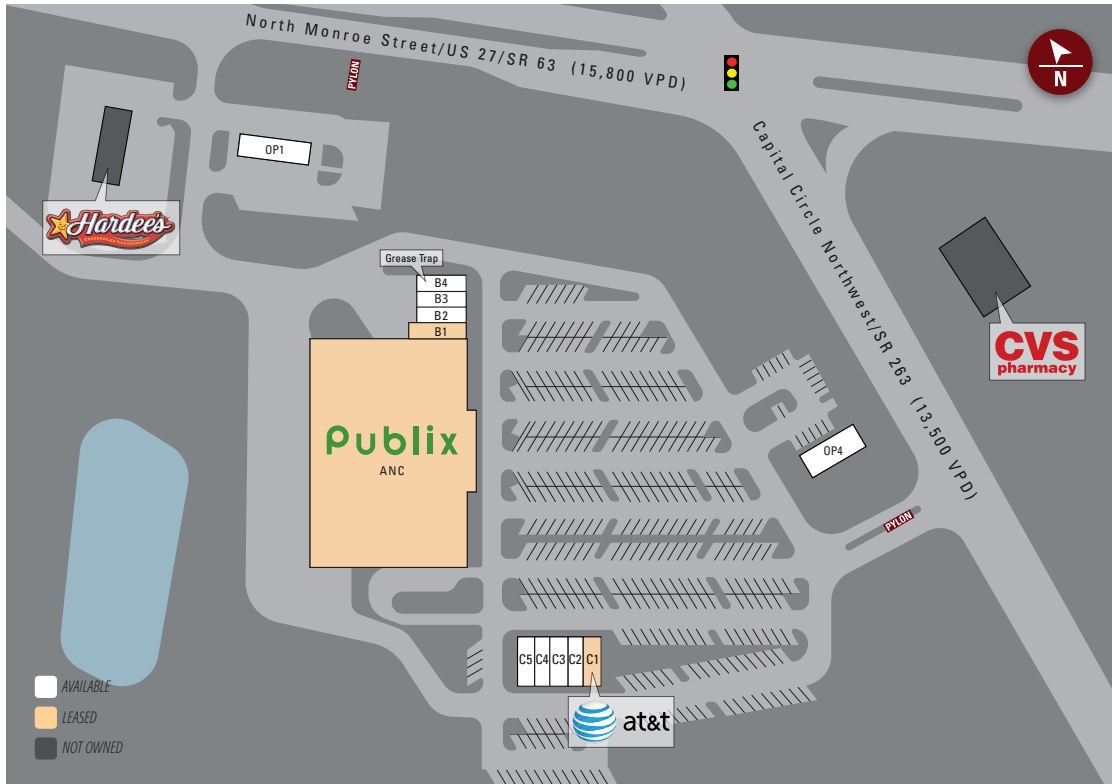 North Monroe Street/US 27/SR 63 (15,800 VPD)
N
PYLON
OP1
Capital Circle Northwest/SR 263 (13,500 VPD)
Hardee's
Grease Trap
B4
B3
B2
B1
CVS
pharmacy
Publix
ANC
OP4
PYLON
C5 C4 C3 C2 C1
at&t
AVAILABLE
LEASED
NOT OWNED